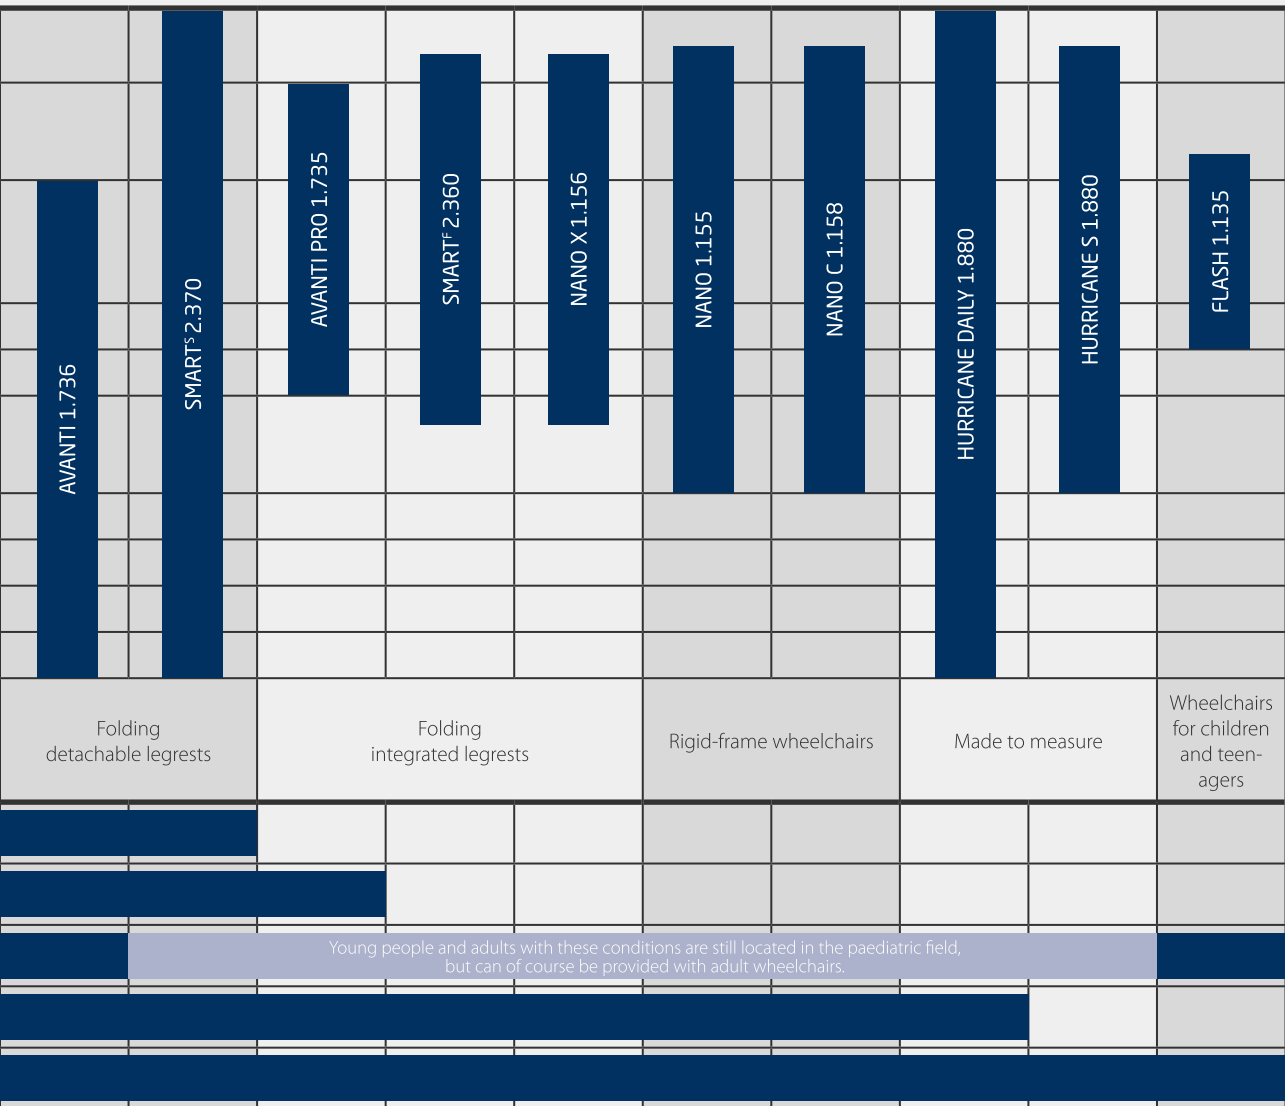 AVANTI 1.736
SMARTˢ 2.370
AVANTI PRO 1.735
SMARTᶠ 2.360
NANO X 1.156
NANO 1.155
NANO C 1.158
HURRICANE DAILY 1.880
HURRICANE S 1.880
FLASH 1.135
Folding
detachable legrests
Folding
integrated legrests
Rigid-frame wheelchairs
Made to measure
Wheelchairs
for children
and teen-
agers
Young people and adults with these conditions are still located in the paediatric field,
but can of course be provided with adult wheelchairs.